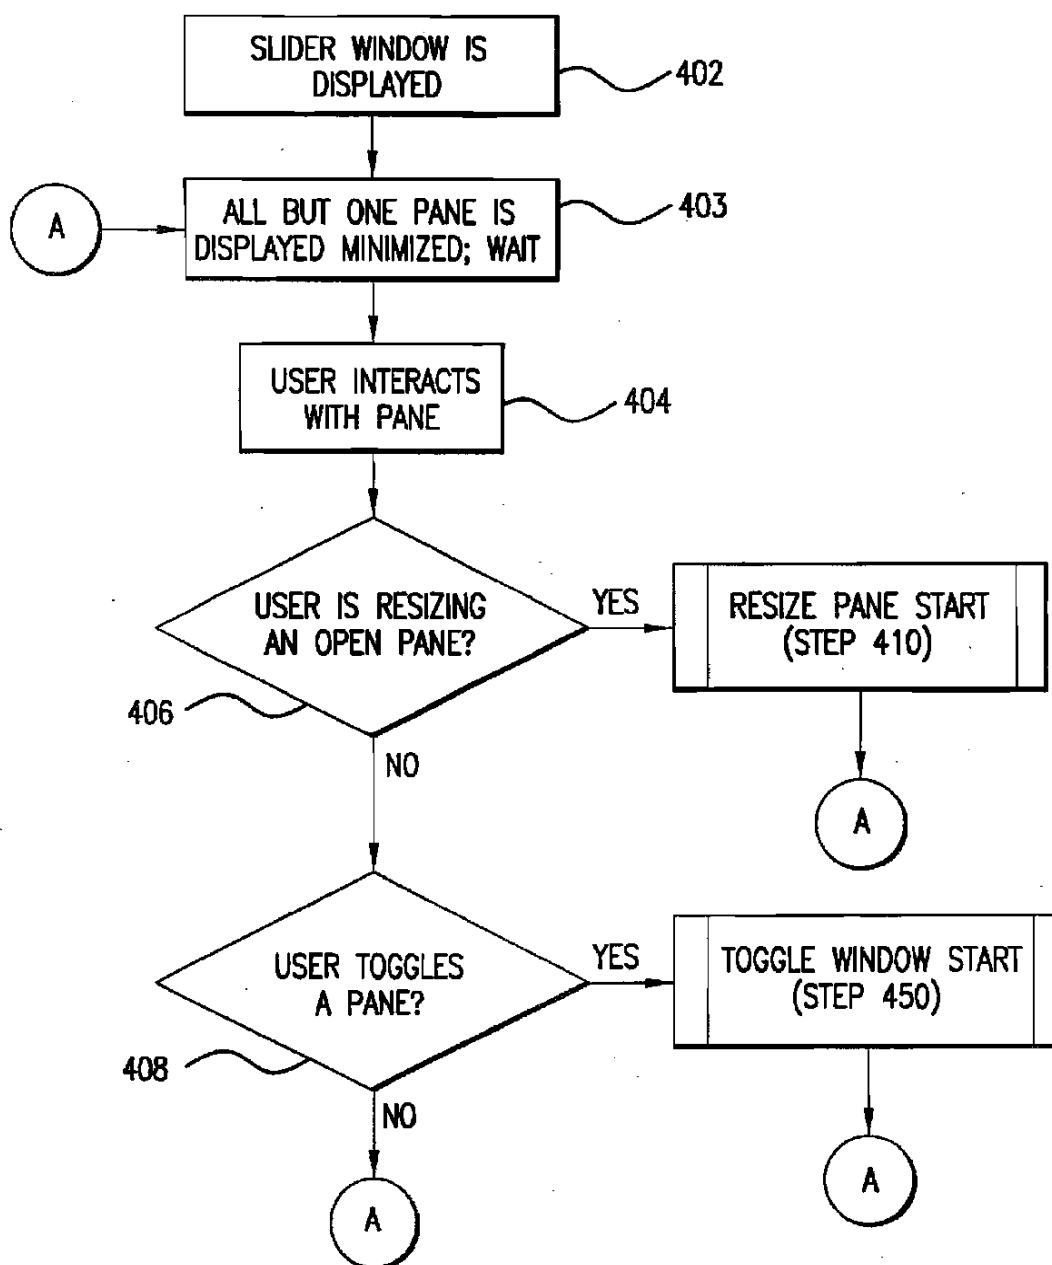 SLIDER WINDOW IS
DISPLAYED
402
A
ALL BUT ONE PANE IS
DISPLAYED MINIMIZED; WAIT
403
USER INTERACTS
WITH PANE
404
USER IS RESIZING
AN OPEN PANE?
406
YES
RESIZE PANE START
(STEP 410)
NO
A
USER TOGGLES
A PANE?
408
YES
TOGGLE WINDOW START
(STEP 450)
NO
A
A